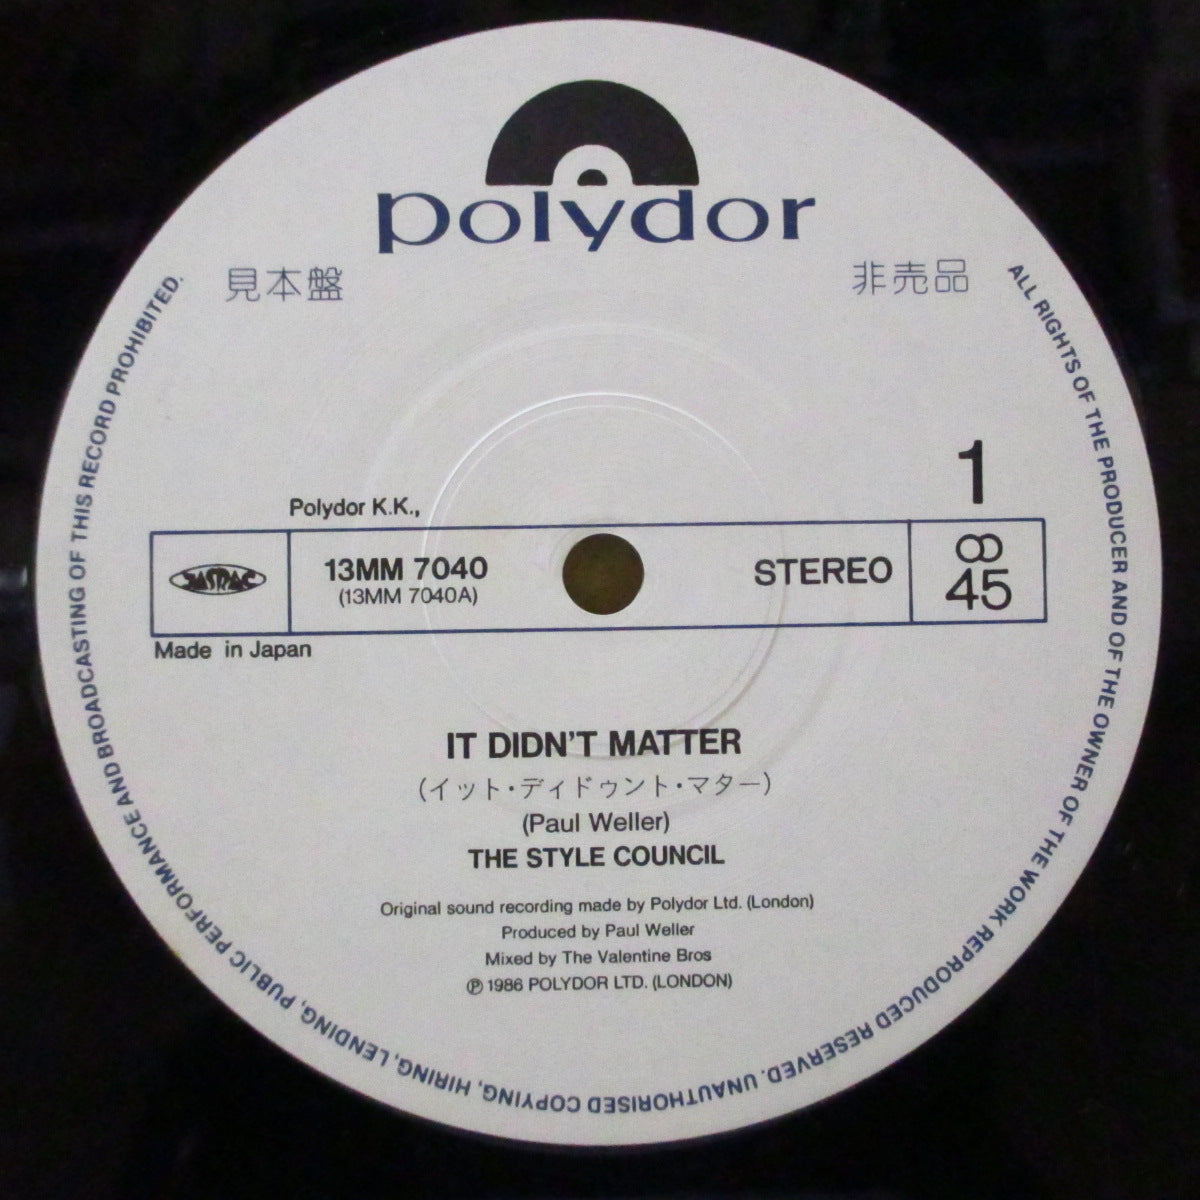 polydor
見本盤
非売品
1
Polydor K.K.,
JASRAC
13MM 7040
(13MM 7040A)
STEREO
∞
45
Made in Japan
IT DIDN'T MATTER
(イット・ディドゥント・マター)
(Paul Weller)
THE STYLE COUNCIL
Original sound recording made by Polydor Ltd. (London)
Produced by Paul Weller
Mixed by The Valentine Bros
℗ 1986 POLYDOR LTD. (LONDON)
ALL RIGHTS OF THE PRODUCER AND OF THE OWNER OF THE WORK REPRODUCED RESERVED. UNAUTHORISED COPYING, HIRING, LENDING, PUBLIC PERFORMANCE AND BROADCASTING OF THIS RECORD PROHIBITED.